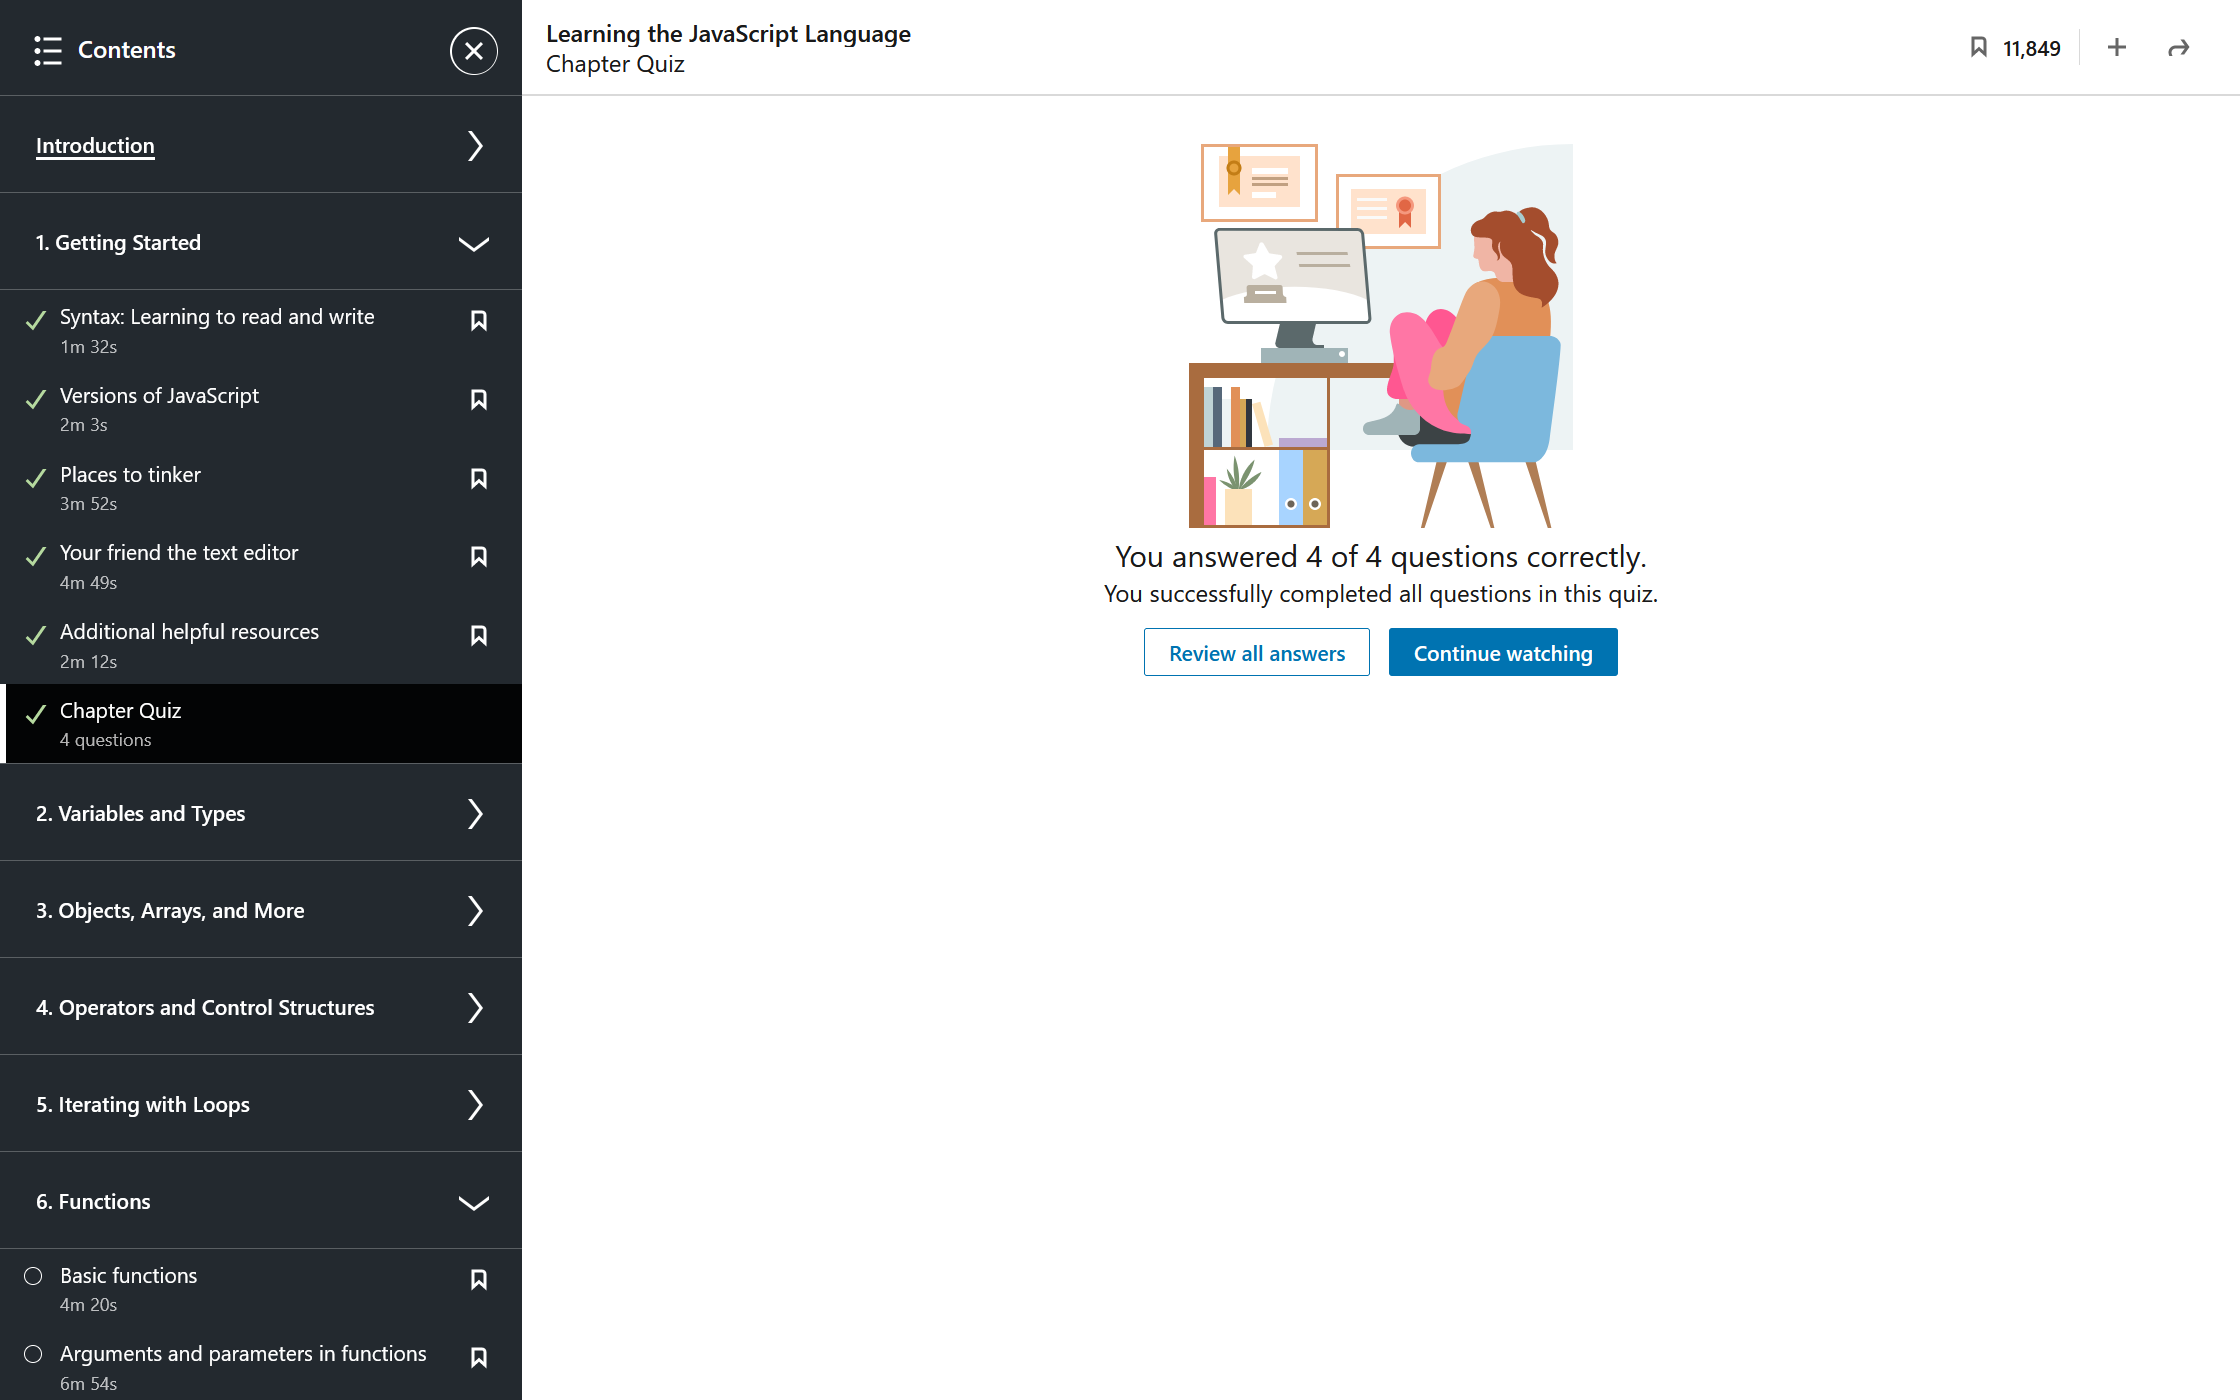 Contents
Introduction
1. Getting Started
Syntax: Learning to read and write
1m 32s
Versions of JavaScript
2m 3s
Places to tinker
3m 52s
Your friend the text editor
4m 49s
Additional helpful resources
2m 12s
Chapter Quiz
4 questions
2. Variables and Types
3. Objects, Arrays, and More
4. Operators and Control Structures
5. Iterating with Loops
6. Functions
Basic functions
4m 20s
Arguments and parameters in functions
6m 54s
Learning the JavaScript Language
Chapter Quiz
11,849
You answered 4 of 4 questions correctly.
You successfully completed all questions in this quiz.
Review all answers
Continue watching